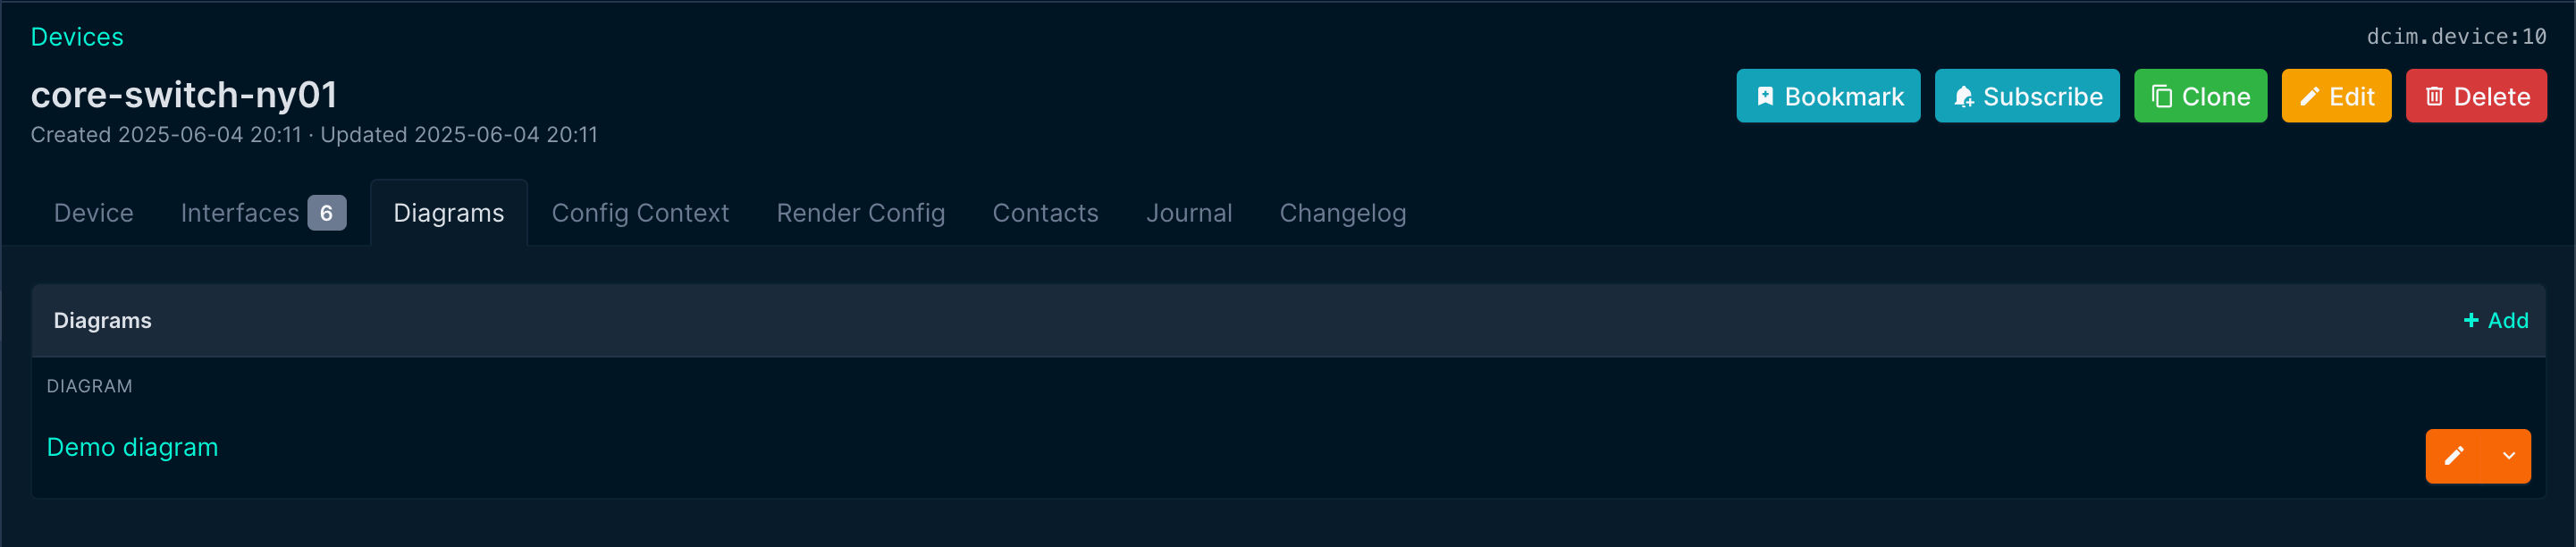 Devices
dcim.device:10
core-switch-ny01
Bookmark Subscribe Clone Edit Delete
Created 2025-06-04 20:11 · Updated 2025-06-04 20:11
Device Interfaces 6 Diagrams Config Context Render Config Contacts Journal Changelog
Diagrams + Add
DIAGRAM
Demo diagram